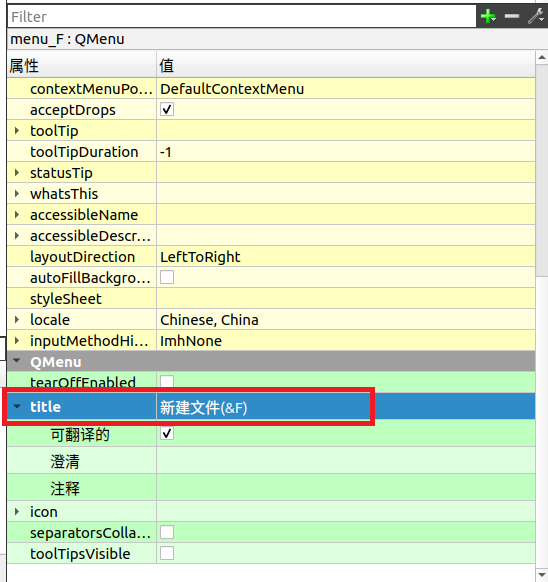 Filter
menu_F : QMenu
属性 值
contextMenuPo... DefaultContextMenu
acceptDrops
toolTip
toolTipDuration -1
statusTip
whatsThis
accessibleName
accessibleDescr...
layoutDirection LeftToRight
autoFillBackgro...
styleSheet
locale Chinese, China
inputMethodHi... ImhNone
QMenu
tearOffEnabled
title 新建文件(&F)
可翻译的
澄清
注释
icon
separatorsColla...
toolTipsVisible